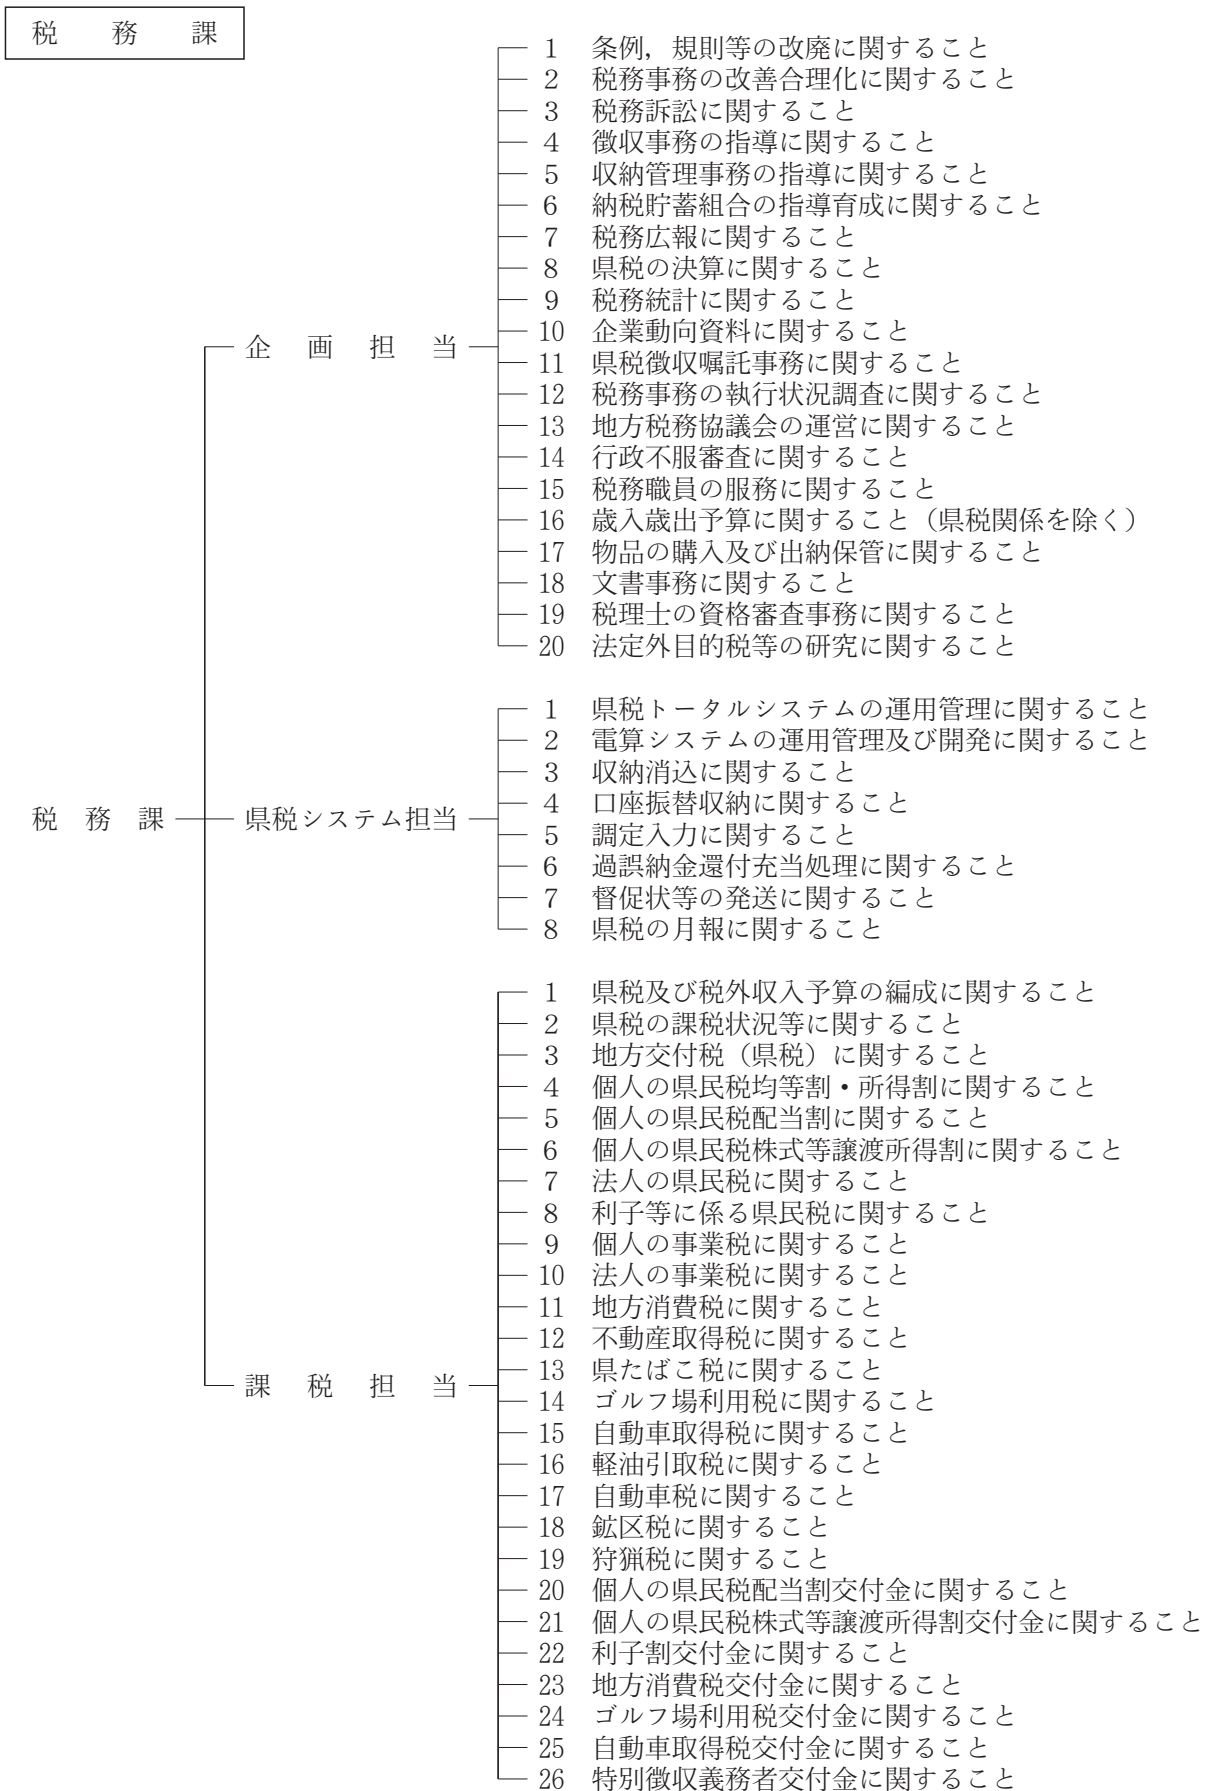 税務課
1 条例，規則等の改廃に関すること
2 税務事務の改善合理化に関すること
3 税務訴訟に関すること
4 徴収事務の指導に関すること
5 収納管理事務の指導に関すること
6 納税貯蓄組合の指導育成に関すること
7 税務広報に関すること
8 県税の決算に関すること
9 税務統計に関すること
企画担当
10 企業動向資料に関すること
11 県税徴収嘱託事務に関すること
12 税務事務の執行状況調査に関すること
13 地方税務協議会の運営に関すること
14 行政不服審査に関すること
15 税務職員の服務に関すること
16 歳入歳出予算に関すること（県税関係を除く）
17 物品の購入及び出納保管に関すること
18 文書事務に関すること
19 税理士の資格審査事務に関すること
20 法定外目的税等の研究に関すること
税務課
県税システム担当
1 県税トータルシステムの運用管理に関すること
2 電算システムの運用管理及び開発に関すること
3 収納消込に関すること
4 口座振替収納に関すること
5 調定入力に関すること
6 過誤納金還付充当処理に関すること
7 督促状等の発送に関すること
8 県税の月報に関すること
課税担当
1 県税及び税外収入予算の編成に関すること
2 県税の課税状況等に関すること
3 地方交付税（県税）に関すること
4 個人の県民税均等割・所得割に関すること
5 個人の県民税配当割に関すること
6 個人の県民税株式等譲渡所得割に関すること
7 法人の県民税に関すること
8 利子等に係る県民税に関すること
9 個人の事業税に関すること
10 法人の事業税に関すること
11 地方消費税に関すること
12 不動産取得税に関すること
13 県たばこ税に関すること
14 ゴルフ場利用税に関すること
15 自動車取得税に関すること
16 軽油引取税に関すること
17 自動車税に関すること
18 鉱区税に関すること
19 狩猟税に関すること
20 個人の県民税配当割交付金に関すること
21 個人の県民税株式等譲渡所得割交付金に関すること
22 利子割交付金に関すること
23 地方消費税交付金に関すること
24 ゴルフ場利用税交付金に関すること
25 自動車取得税交付金に関すること
26 特別徴収義務者交付金に関すること